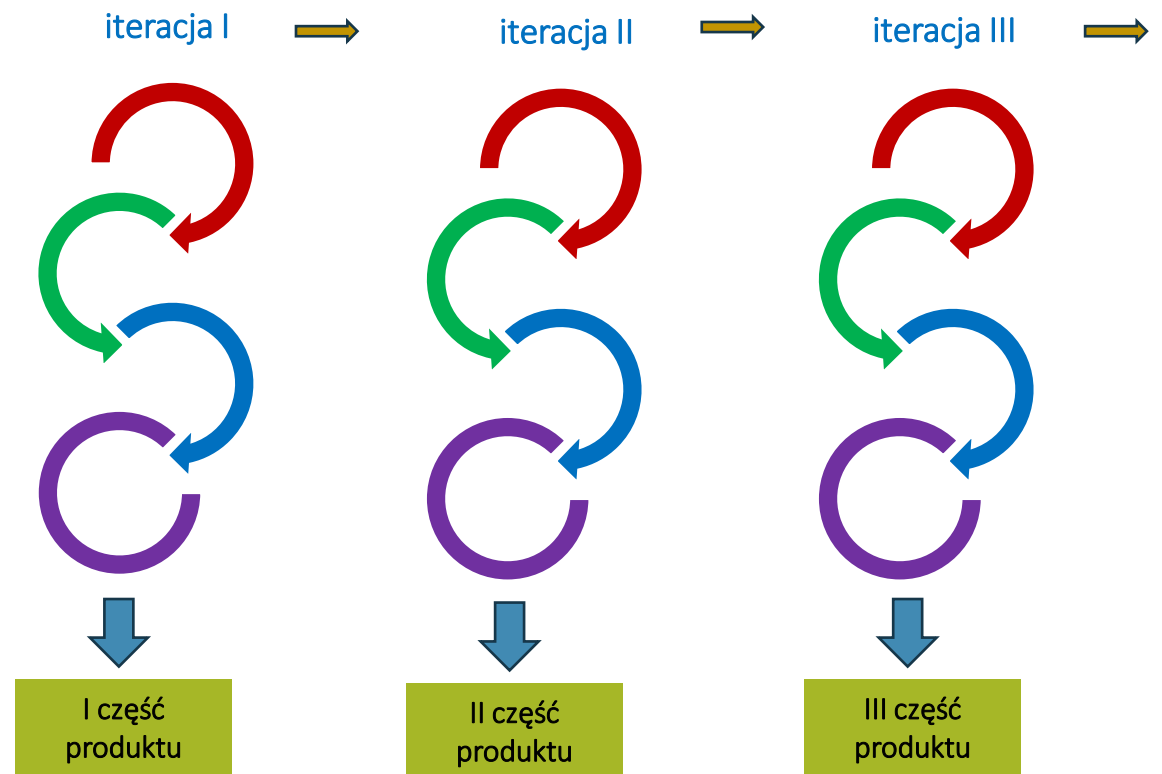 iteracja I
iteracja II
iteracja III
I część
produktu
II część
produktu
III część
produktu